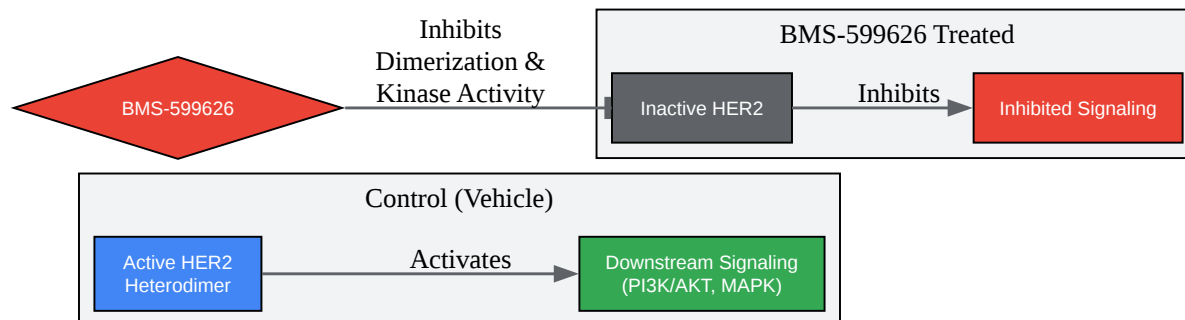 BMS-599626
Inhibits
Dimerization &
Kinase Activity
BMS-599626 Treated
Inactive HER2
Inhibits
Inhibited Signaling
Control (Vehicle)
Active HER2
Heterodimer
Activates
Downstream Signaling
(PI3K/AKT, MAPK)